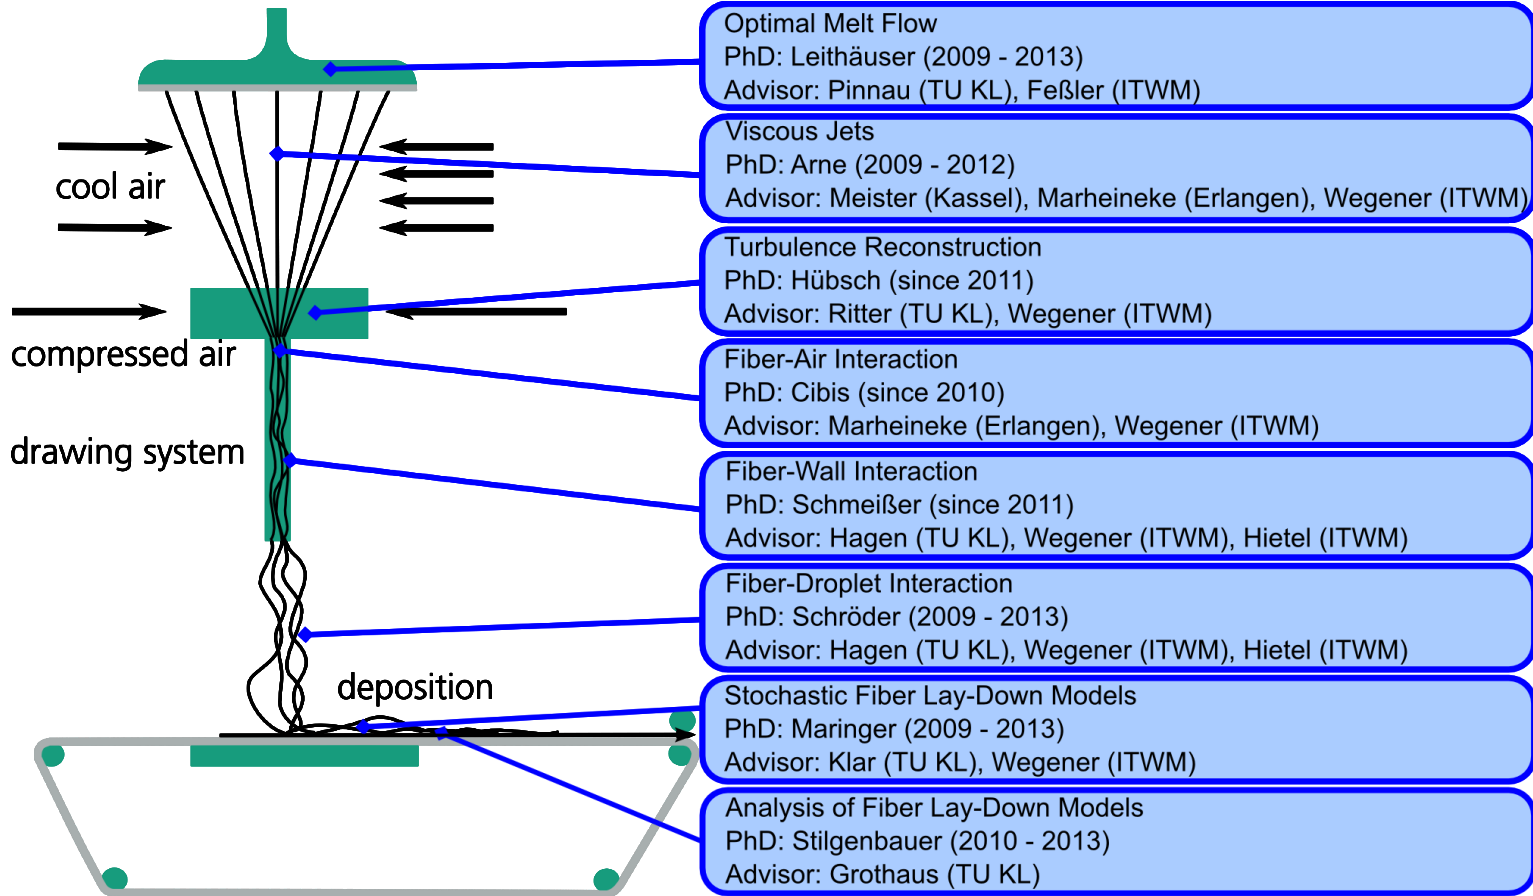 Optimal Melt Flow
PhD: Leithäuser (2009 - 2013)
Advisor: Pinnau (TU KL), Feßler (ITWM)
Viscous Jets
PhD: Arne (2009 - 2012)
Advisor: Meister (Kassel), Marheineke (Erlangen), Wegener (ITWM)
Turbulence Reconstruction
PhD: Hübsch (since 2011)
Advisor: Ritter (TU KL), Wegener (ITWM)
Fiber-Air Interaction
PhD: Cibis (since 2010)
Advisor: Marheineke (Erlangen), Wegener (ITWM)
Fiber-Wall Interaction
PhD: Schmeißer (since 2011)
Advisor: Hagen (TU KL), Wegener (ITWM), Hietel (ITWM)
Fiber-Droplet Interaction
PhD: Schröder (2009 - 2013)
Advisor: Hagen (TU KL), Wegener (ITWM), Hietel (ITWM)
Stochastic Fiber Lay-Down Models
PhD: Maringer (2009 - 2013)
Advisor: Klar (TU KL), Wegener (ITWM)
Analysis of Fiber Lay-Down Models
PhD: Stilgenbauer (2010 - 2013)
Advisor: Grothaus (TU KL)
cool air
compressed air
drawing system
deposition